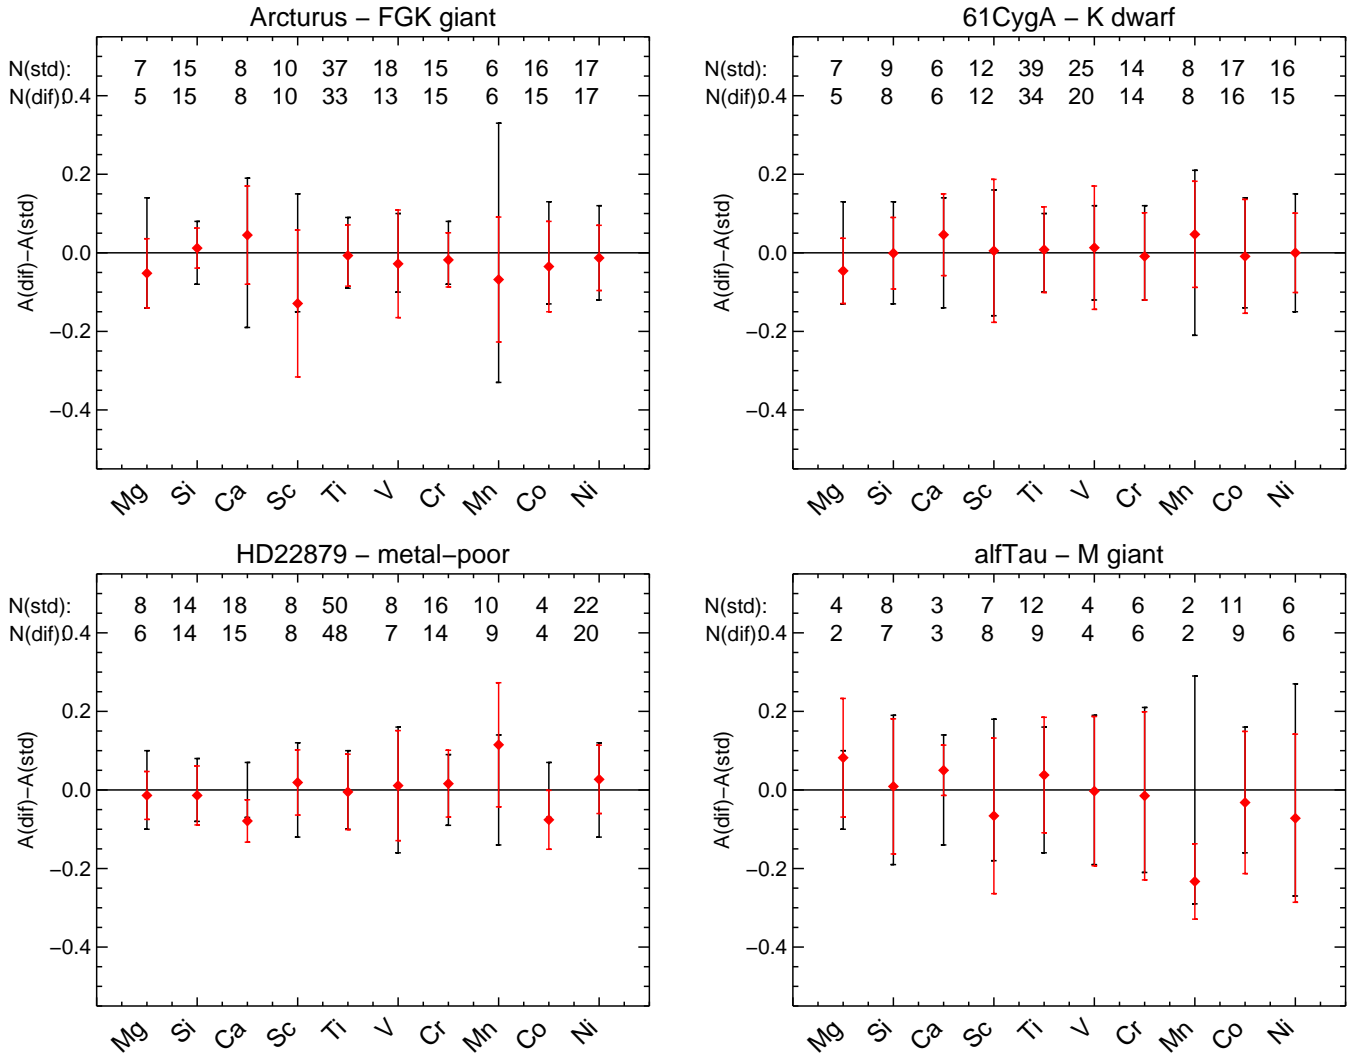 Arcturus − FGK giant
N(std): 7 15 8 10 37 18 15 6 16 17
N(dif): 5 15 8 10 33 13 15 6 15 17
0.4
0.2
0.0
−0.2
−0.4
A(dif)−A(std)
Mg Si Ca Sc Ti V Cr Mn Co Ni
61CygA − K dwarf
N(std): 7 9 6 12 39 25 14 8 17 16
N(dif): 5 8 6 12 34 20 14 8 16 15
0.4
0.2
0.0
−0.2
−0.4
A(dif)−A(std)
Mg Si Ca Sc Ti V Cr Mn Co Ni
HD22879 − metal−poor
N(std): 8 14 18 8 50 8 16 10 4 22
N(dif): 6 14 15 8 48 7 14 9 4 20
0.4
0.2
0.0
−0.2
−0.4
A(dif)−A(std)
Mg Si Ca Sc Ti V Cr Mn Co Ni
alfTau − M giant
N(std): 4 8 3 7 12 4 6 2 11 6
N(dif): 2 7 3 8 9 4 6 2 9 6
0.4
0.2
0.0
−0.2
−0.4
A(dif)−A(std)
Mg Si Ca Sc Ti V Cr Mn Co Ni